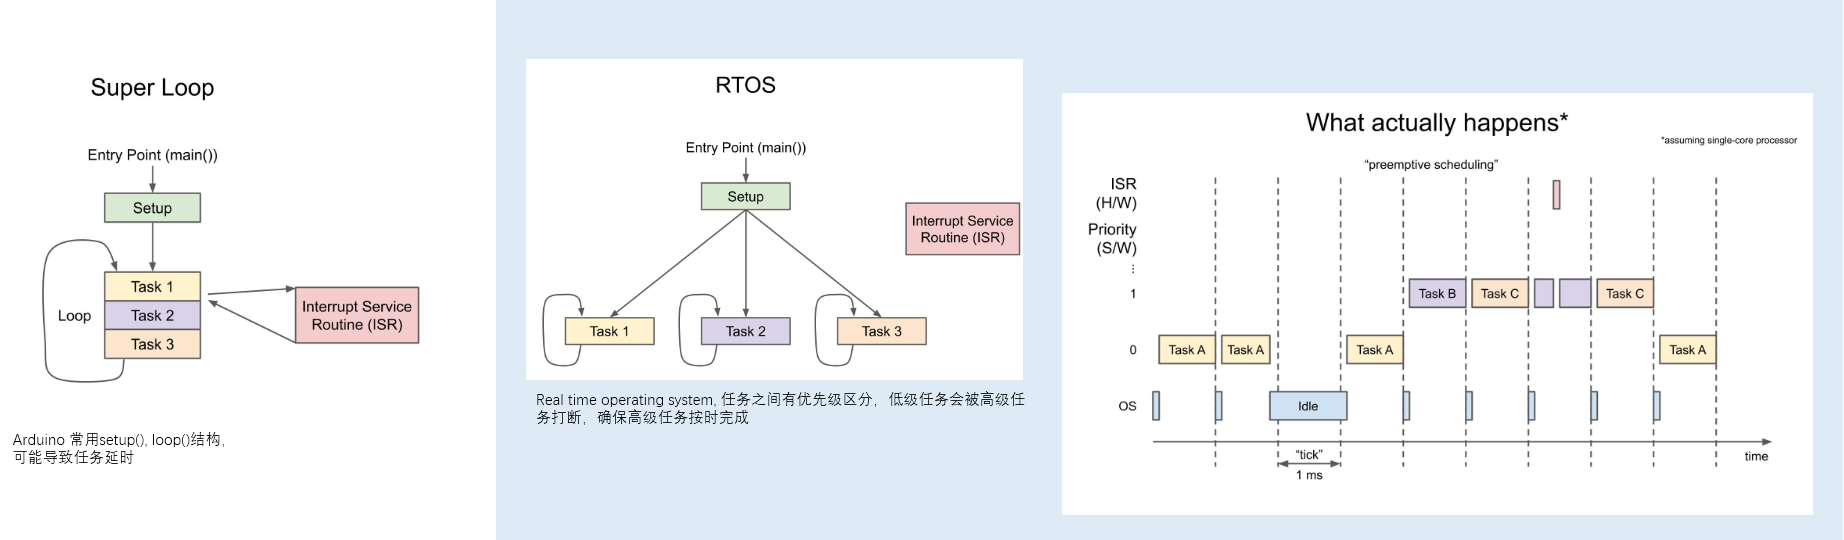 Super Loop
Entry Point (main())
Setup
Loop
Task 1
Task 2
Task 3
Interrupt Service
Routine (ISR)
Arduino 常用setup(), loop()结构,
可能导致任务延时
RTOS
Entry Point (main())
Setup
Interrupt Service
Routine (ISR)
Task 1
Task 2
Task 3
Real time operating system, 任务之间有优先级区分，低级任务会被高级任
务打断，确保高级任务按时完成
What actually happens*
*assuming single-core processor
“preemptive scheduling”
ISR
(H/W)
Priority
(S/W)
⋮
1
Task B
Task C
Task C
0
Task A
Task A
Task A
Task A
OS
Idle
“tick”
1 ms
time